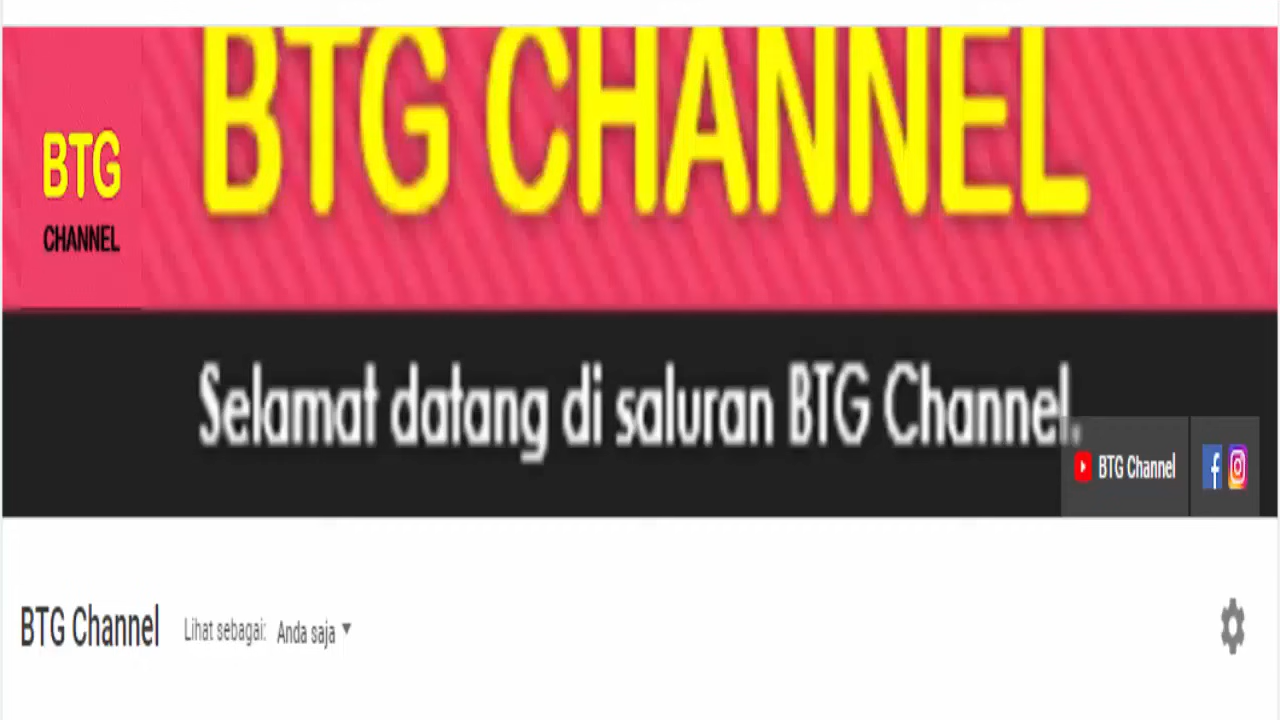 BTG CHANNEL
BTG
CHANNEL
Selamat datang di saluran BTG Channel.
BTG Channel
BTG Channel Lihat sebagai: Anda saja